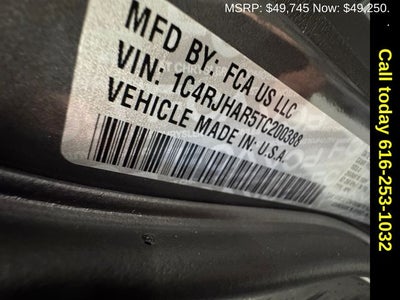 MSRP: $49,745 Now: $49,250.
MFD BY: FCA US LLC
VIN: 1C4RJHAR5TC200388
VEHICLE MADE IN: U.S.A.
Call today 616-253-1032